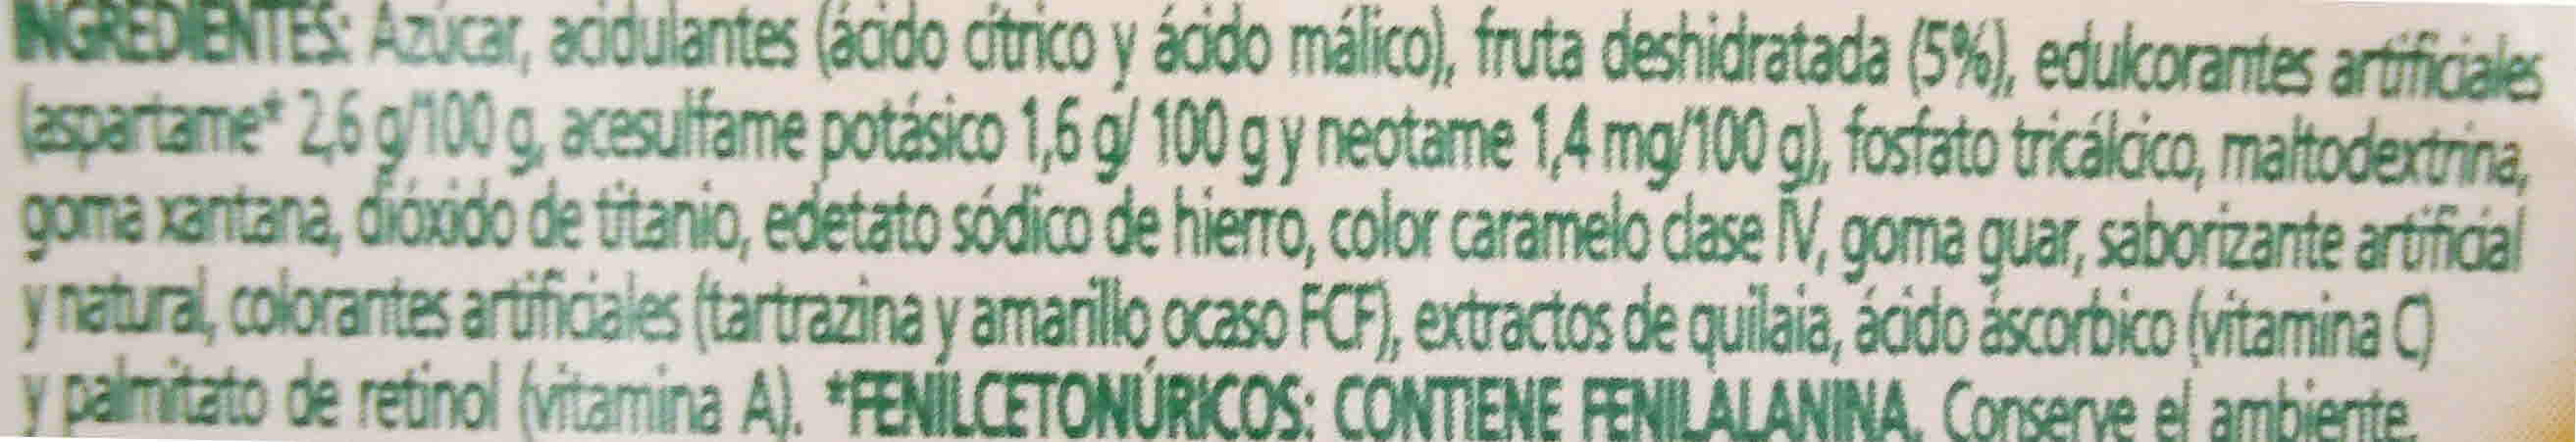 INGREDIENTES: Azúcar, acidulantes (ácido cítrico y ácido málico), fruta deshidratada (5%), edulcorantes artificiales
(aspartame* 2,6 g/100 g, acesulfame potásico 1,6 g/ 100 g y neotame 1,4 mg/100 g), fosfato tricálcico, maltodextrina,
goma xantana, dióxido de titanio, edetato sódico de hierro, color caramelo clase IV, goma guar, saborizante artificial
y natural, colorantes artificiales (tartrazina y amarillo ocaso FCF), extractos de quilaia, ácido áscorbico (vitamina C)
y palmitato de retinol (vitamina A). *FENILCETONÚRICOS: CONTIENE FENILALANINA. Conserve el ambiente.